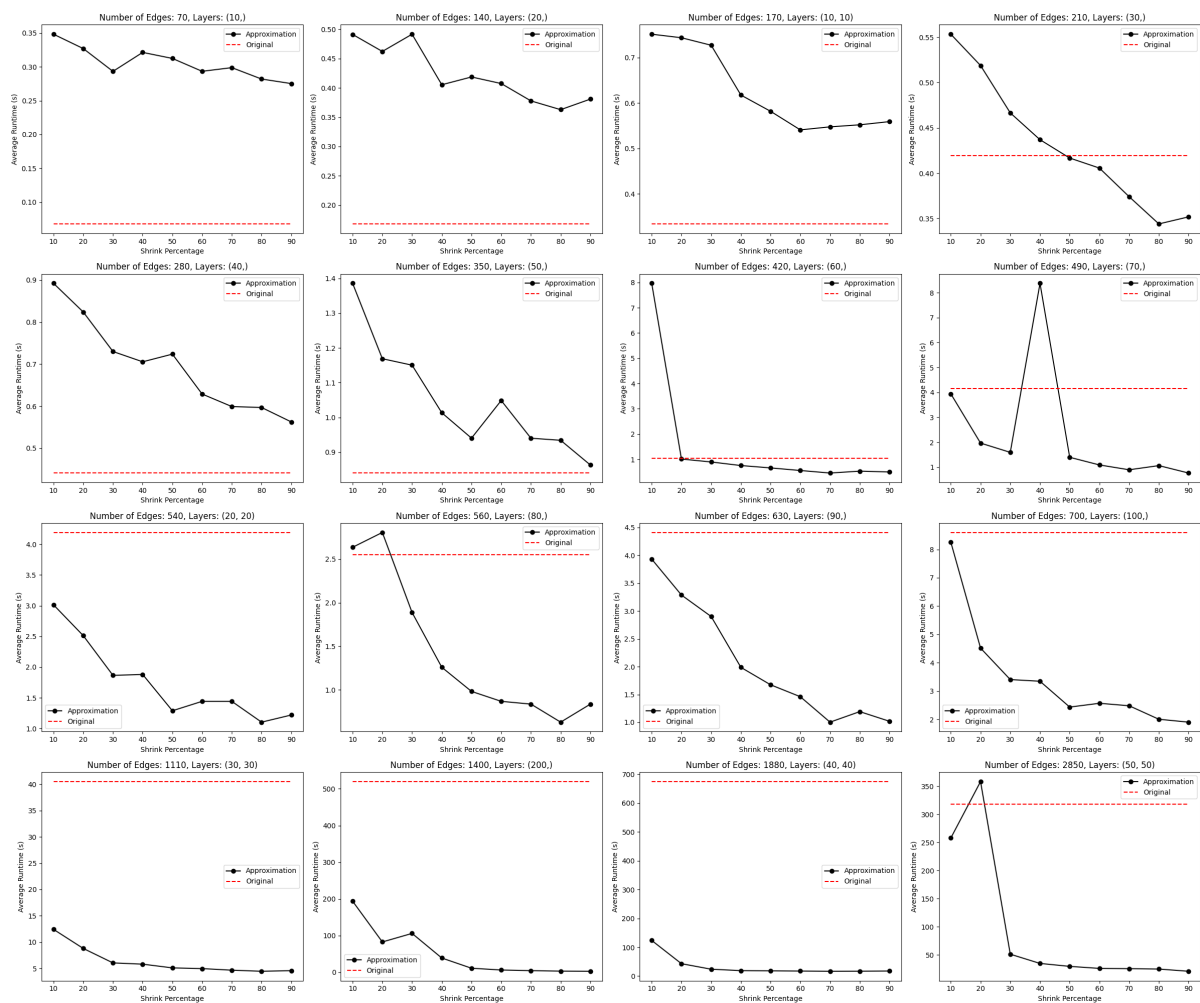 Number of Edges: 70, Layers: (10,)
Average Runtime (s)
0.35
0.30
0.25
0.20
0.15
0.10
Approximation
Original
10 20 30 40 50 60 70 80 90
Shrink Percentage
Number of Edges: 140, Layers: (20,)
Average Runtime (s)
0.50
0.45
0.40
0.35
0.30
0.25
0.20
Approximation
Original
10 20 30 40 50 60 70 80 90
Shrink Percentage
Number of Edges: 170, Layers: (10, 10)
Average Runtime (s)
0.7
0.6
0.5
0.4
Approximation
Original
10 20 30 40 50 60 70 80 90
Shrink Percentage
Number of Edges: 210, Layers: (30,)
Average Runtime (s)
0.55
0.50
0.45
0.40
0.35
Approximation
Original
10 20 30 40 50 60 70 80 90
Shrink Percentage
Number of Edges: 280, Layers: (40,)
Average Runtime (s)
0.9
0.8
0.7
0.6
0.5
Approximation
Original
10 20 30 40 50 60 70 80 90
Shrink Percentage
Number of Edges: 350, Layers: (50,)
Average Runtime (s)
1.4
1.3
1.2
1.1
1.0
0.9
Approximation
Original
10 20 30 40 50 60 70 80 90
Shrink Percentage
Number of Edges: 420, Layers: (60,)
Average Runtime (s)
8
7
6
5
4
3
2
1
Approximation
Original
10 20 30 40 50 60 70 80 90
Shrink Percentage
Number of Edges: 490, Layers: (70,)
Average Runtime (s)
8
7
6
5
4
3
2
1
Approximation
Original
10 20 30 40 50 60 70 80 90
Shrink Percentage
Number of Edges: 540, Layers: (20, 20)
Average Runtime (s)
4.0
3.5
3.0
2.5
2.0
1.5
1.0
Approximation
Original
10 20 30 40 50 60 70 80 90
Shrink Percentage
Number of Edges: 560, Layers: (80,)
Average Runtime (s)
2.5
2.0
1.5
1.0
Approximation
Original
10 20 30 40 50 60 70 80 90
Shrink Percentage
Number of Edges: 630, Layers: (90,)
Average Runtime (s)
4.5
4.0
3.5
3.0
2.5
2.0
1.5
1.0
Approximation
Original
10 20 30 40 50 60 70 80 90
Shrink Percentage
Number of Edges: 700, Layers: (100,)
Average Runtime (s)
8
7
6
5
4
3
2
Approximation
Original
10 20 30 40 50 60 70 80 90
Shrink Percentage
Number of Edges: 1110, Layers: (30, 30)
Average Runtime (s)
40
35
30
25
20
15
10
5
Approximation
Original
10 20 30 40 50 60 70 80 90
Shrink Percentage
Number of Edges: 1400, Layers: (200,)
Average Runtime (s)
500
400
300
200
100
0
Approximation
Original
10 20 30 40 50 60 70 80 90
Shrink Percentage
Number of Edges: 1880, Layers: (40, 40)
Average Runtime (s)
700
600
500
400
300
200
100
0
Approximation
Original
10 20 30 40 50 60 70 80 90
Shrink Percentage
Number of Edges: 2850, Layers: (50, 50)
Average Runtime (s)
350
300
250
200
150
100
50
Approximation
Original
10 20 30 40 50 60 70 80 90
Shrink Percentage